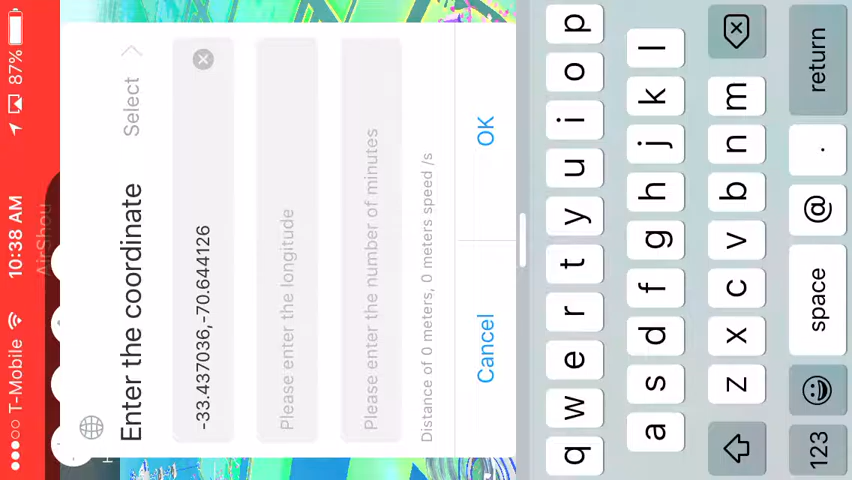 ●●●○○ T-Mobile 10:38 AM 87%
AirShou
Enter the coordinate Select >
-33.437036,-70.644126
Please enter the longitude
Please enter the number of minutes
Distance of 0 meters, 0 meters speed /s
Cancel OK
q w e r t y u i o p
a s d f g h j k l
z x c v b n m
123 space @ . return